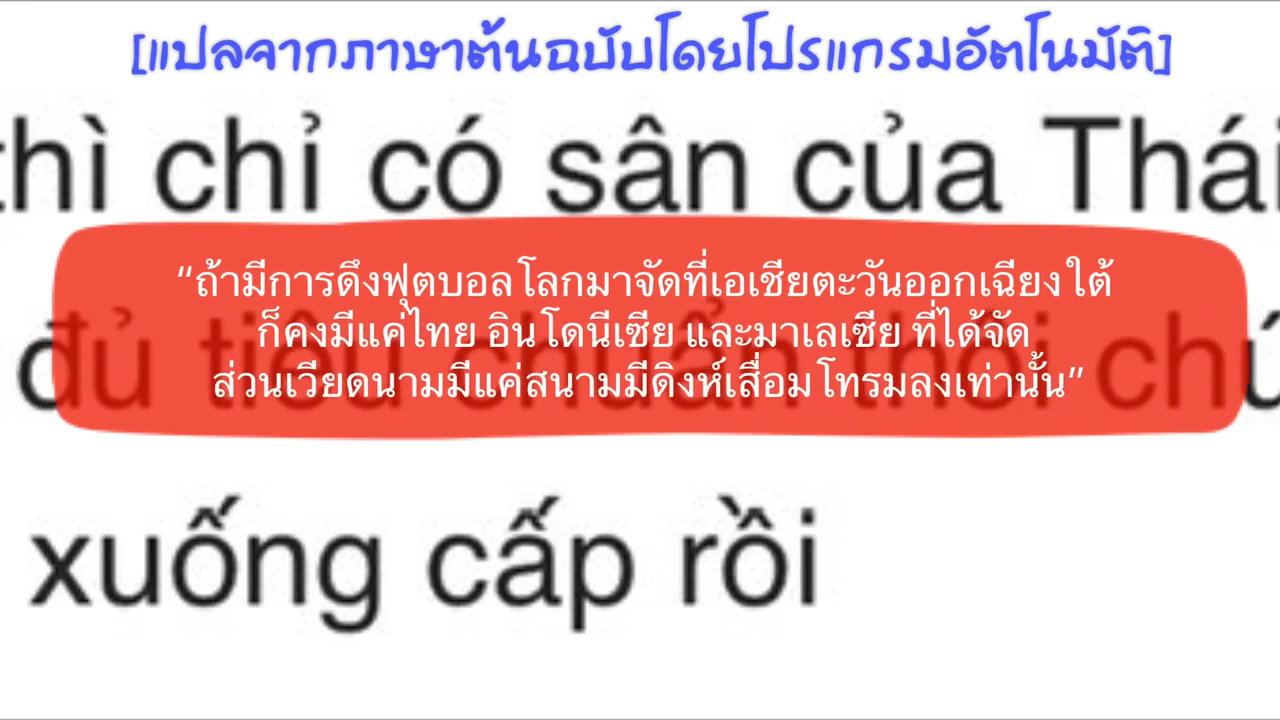 [แปลจากภาษาต้นฉบับโดยโปรแกรมอัตโนมัติ]
thì chỉ có sân của Thái
“ถ้ามีการดึงฟุตบอลโลกมาจัดที่เอเชียตะวันออกเฉียงใต้
ก็คงมีแค่ไทย อินโดนีเซีย และมาเลเซีย ที่ได้จัด
ส่วนเวียดนามมีแค่สนามมีดิงห์เสื่อมโทรมลงเท่านั้น”
đủ tiêu chuẩn thôi chứ
xuống cấp rồi